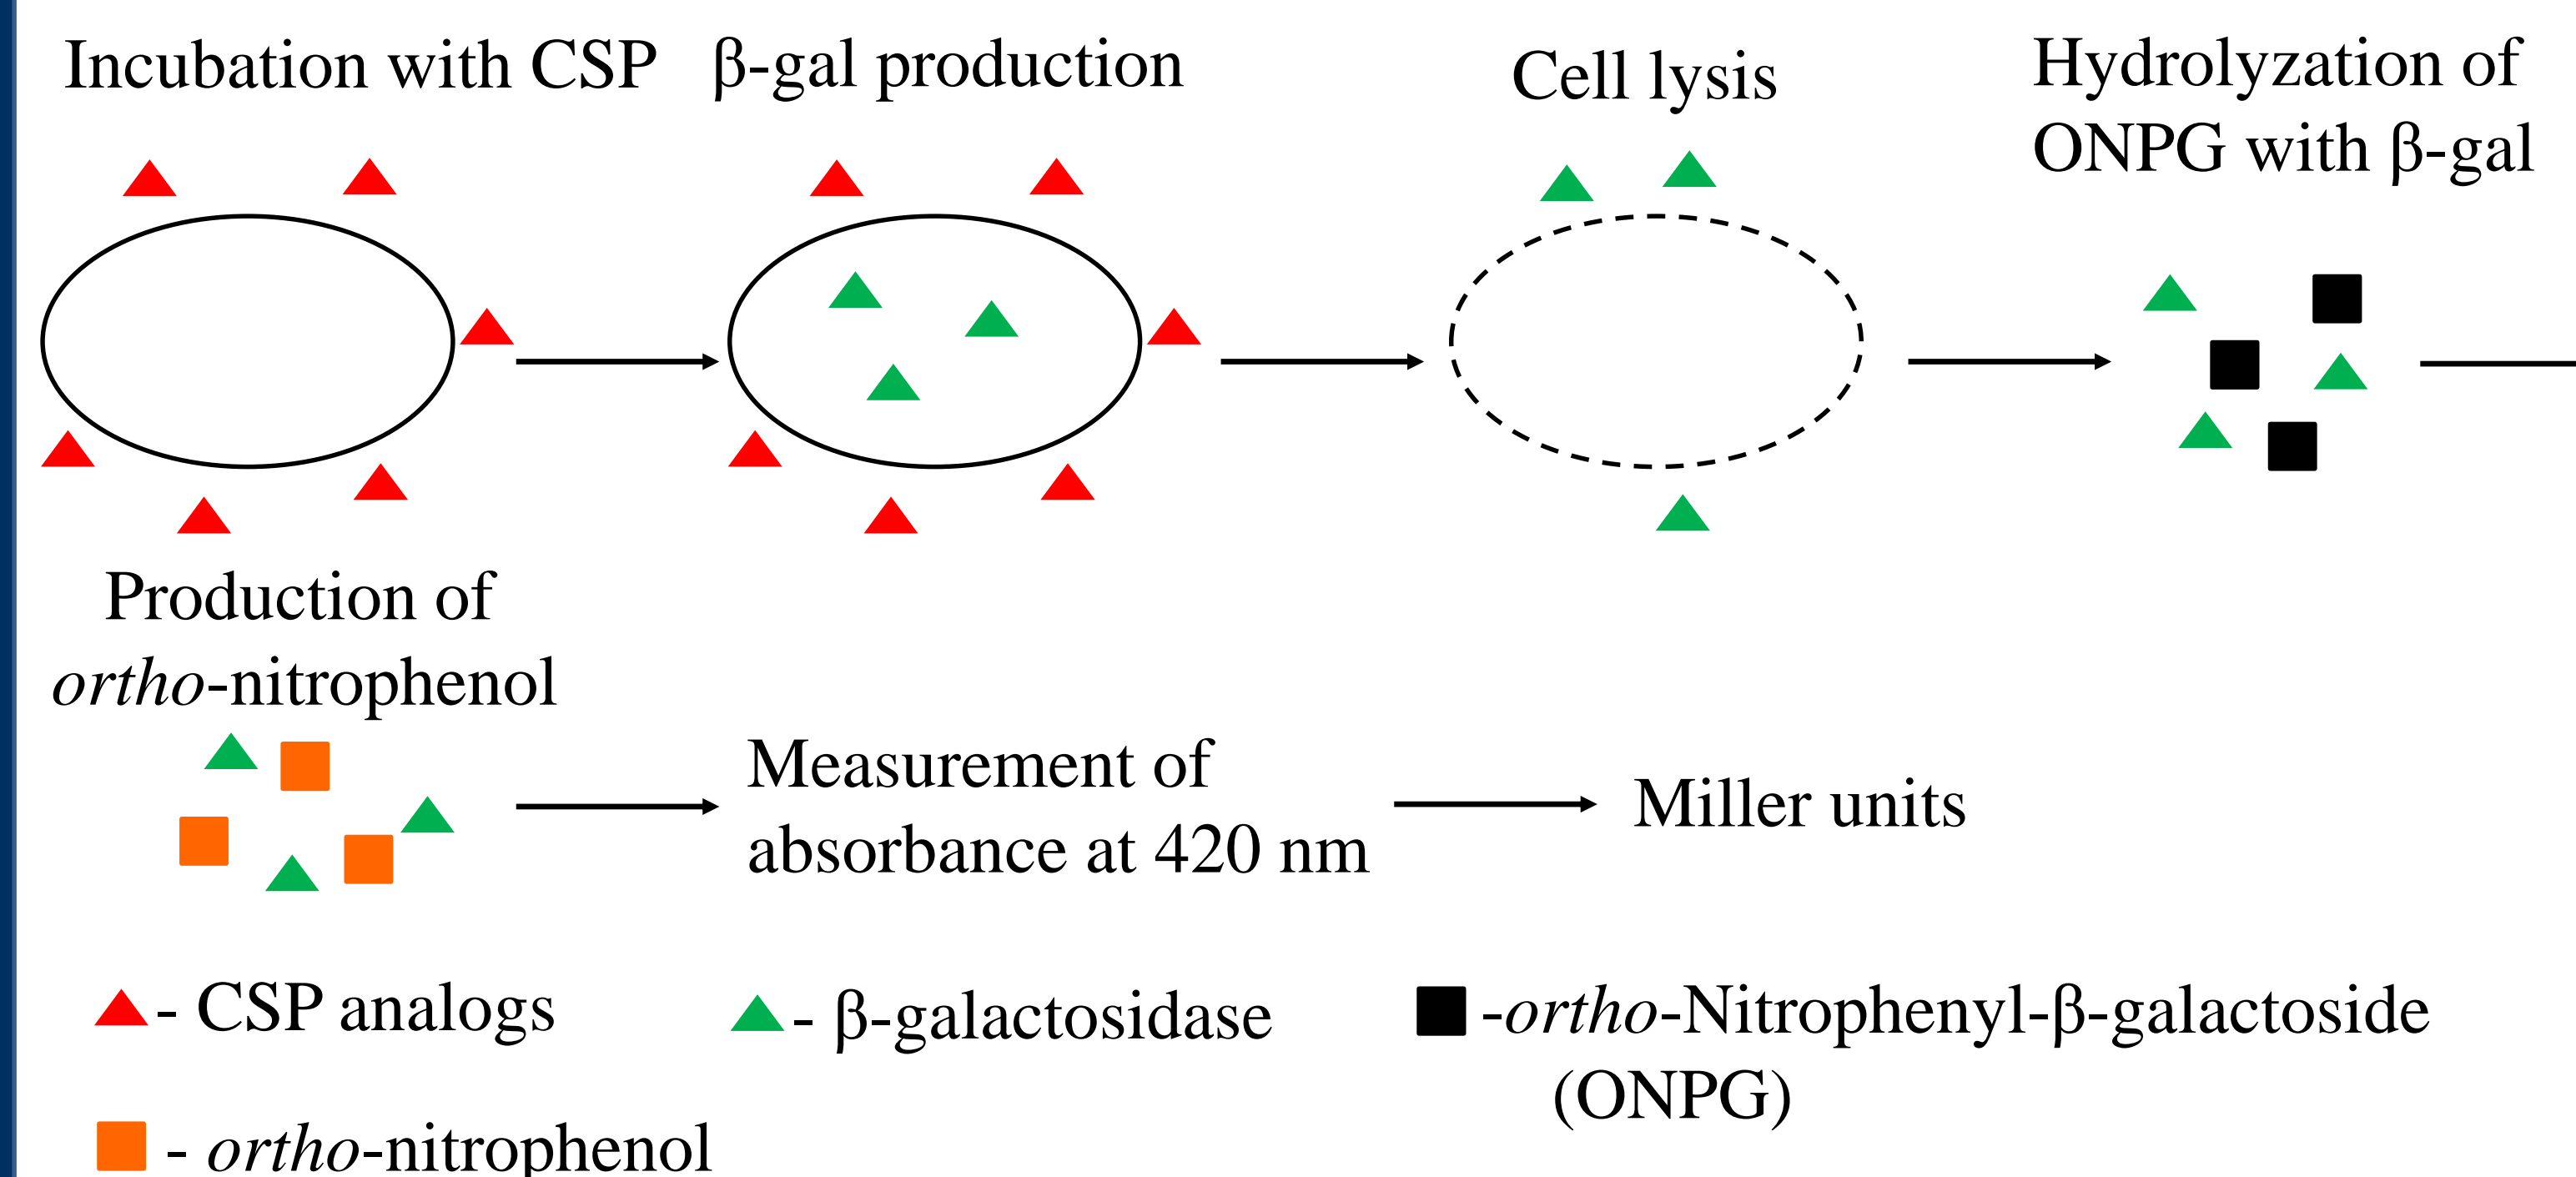 Incubation with CSP
β-gal production
Cell lysis
Hydrolyzation of
ONPG with β-gal
Production of
ortho-nitrophenol
Measurement of
absorbance at 420 nm
Miller units
- CSP analogs
- β-galactosidase
-ortho-Nitrophenyl-β-galactoside
(ONPG)
- ortho-nitrophenol